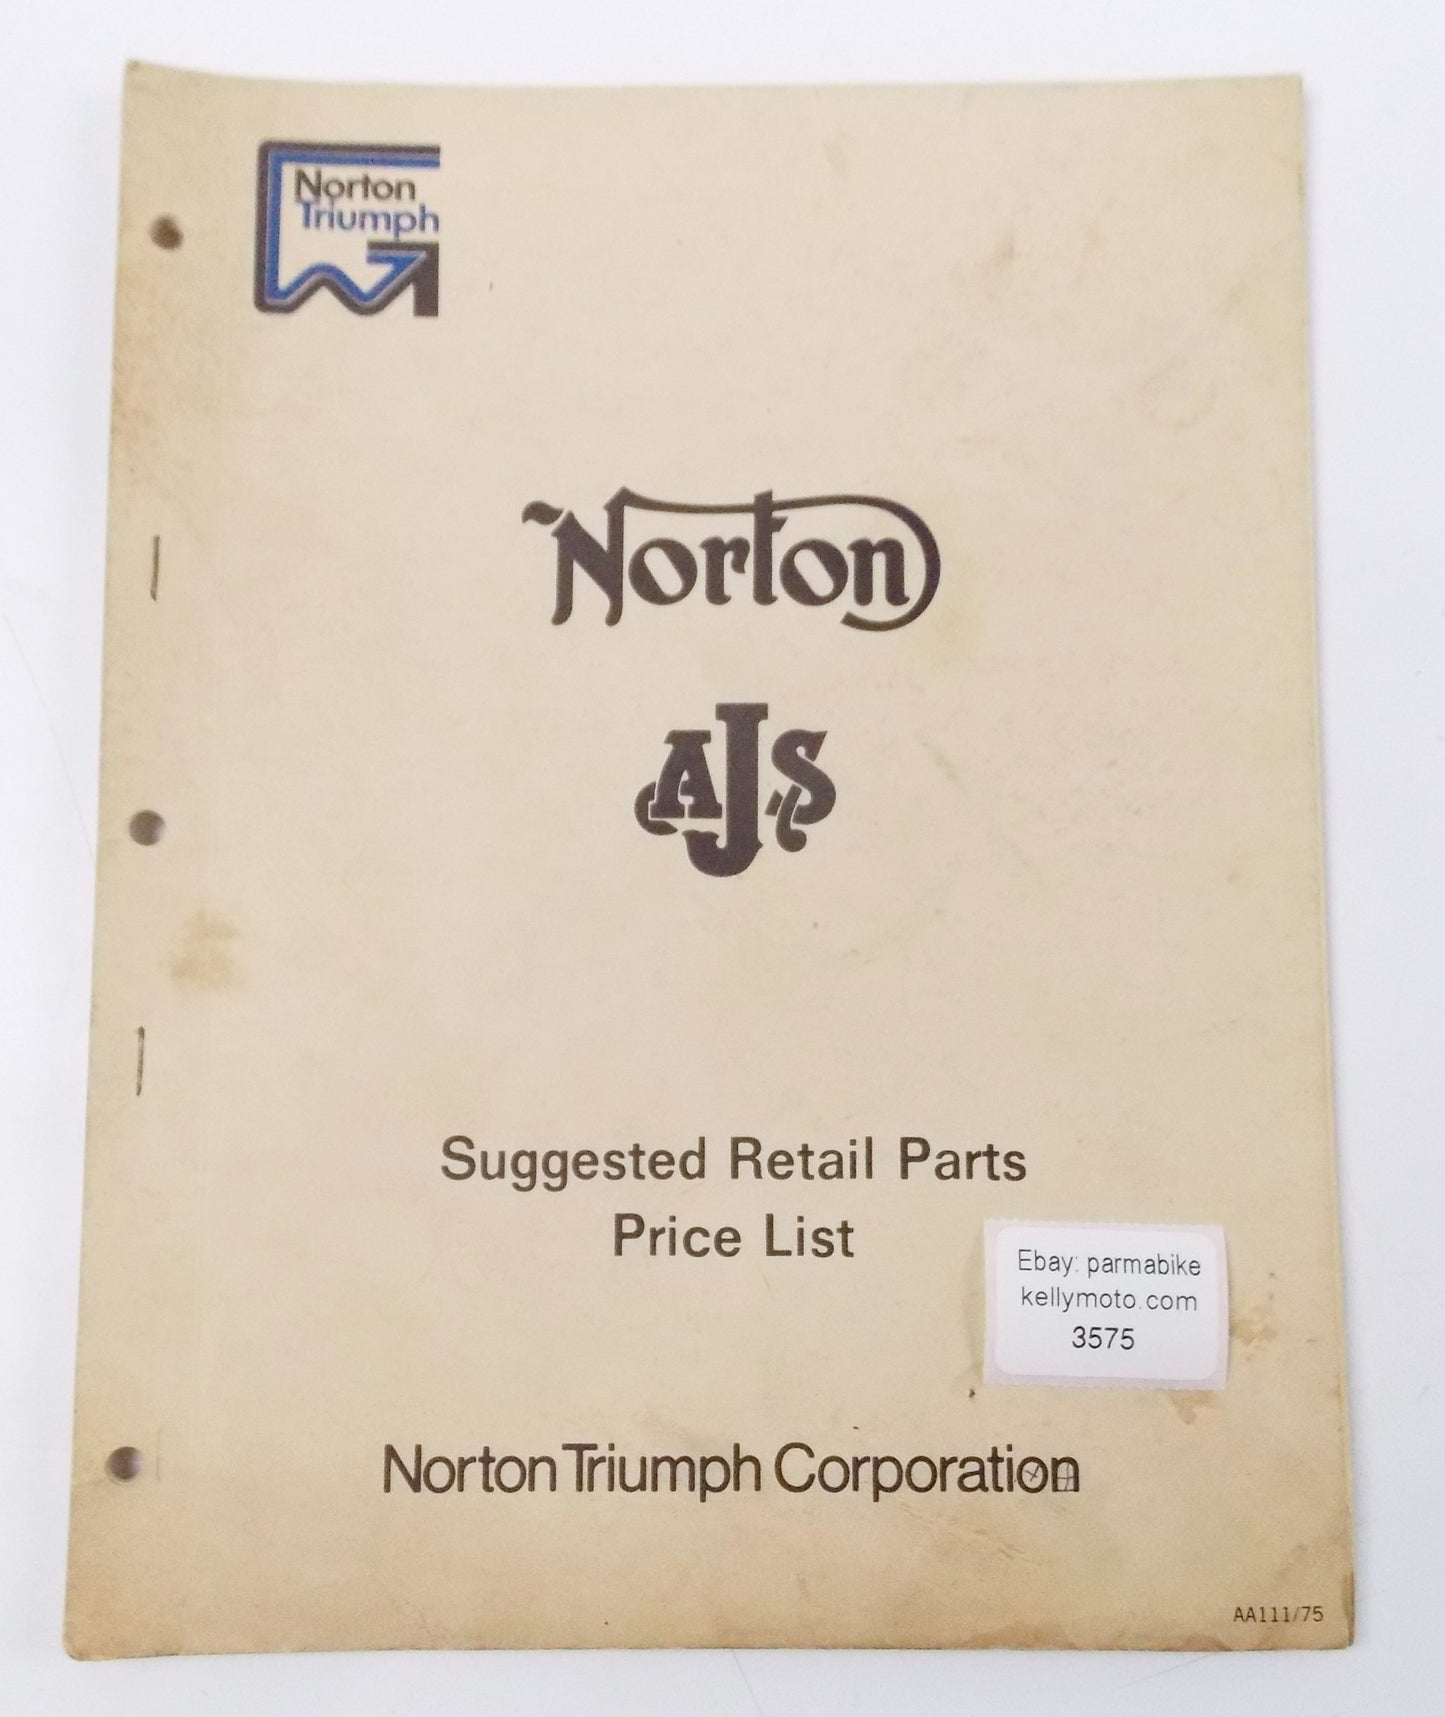 Norton
Triumph
Norton
AJS
Suggested Retail Parts
Price List
Ebay: parmabike
kellymoto.com
3575
Norton Triumph Corporation
AA111/75